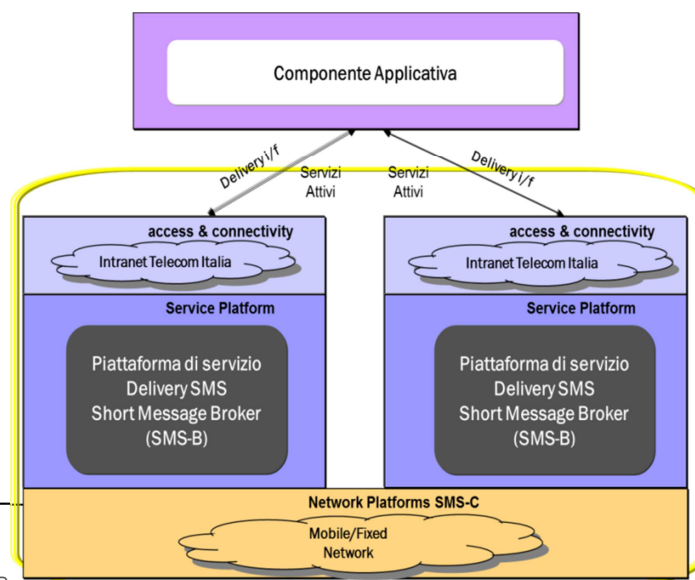 Componente Applicativa
Delivery i/f
Servizi
Attivi
Servizi
Attivi
Delivery i/f
access & connectivity
Intranet Telecom Italia
access & connectivity
Intranet Telecom Italia
Service Platform
Piattaforma di servizio
Delivery SMS
Short Message Broker
(SMS-B)
Service Platform
Piattaforma di servizio
Delivery SMS
Short Message Broker
(SMS-B)
Network Platforms SMS-C
Mobile/Fixed
Network